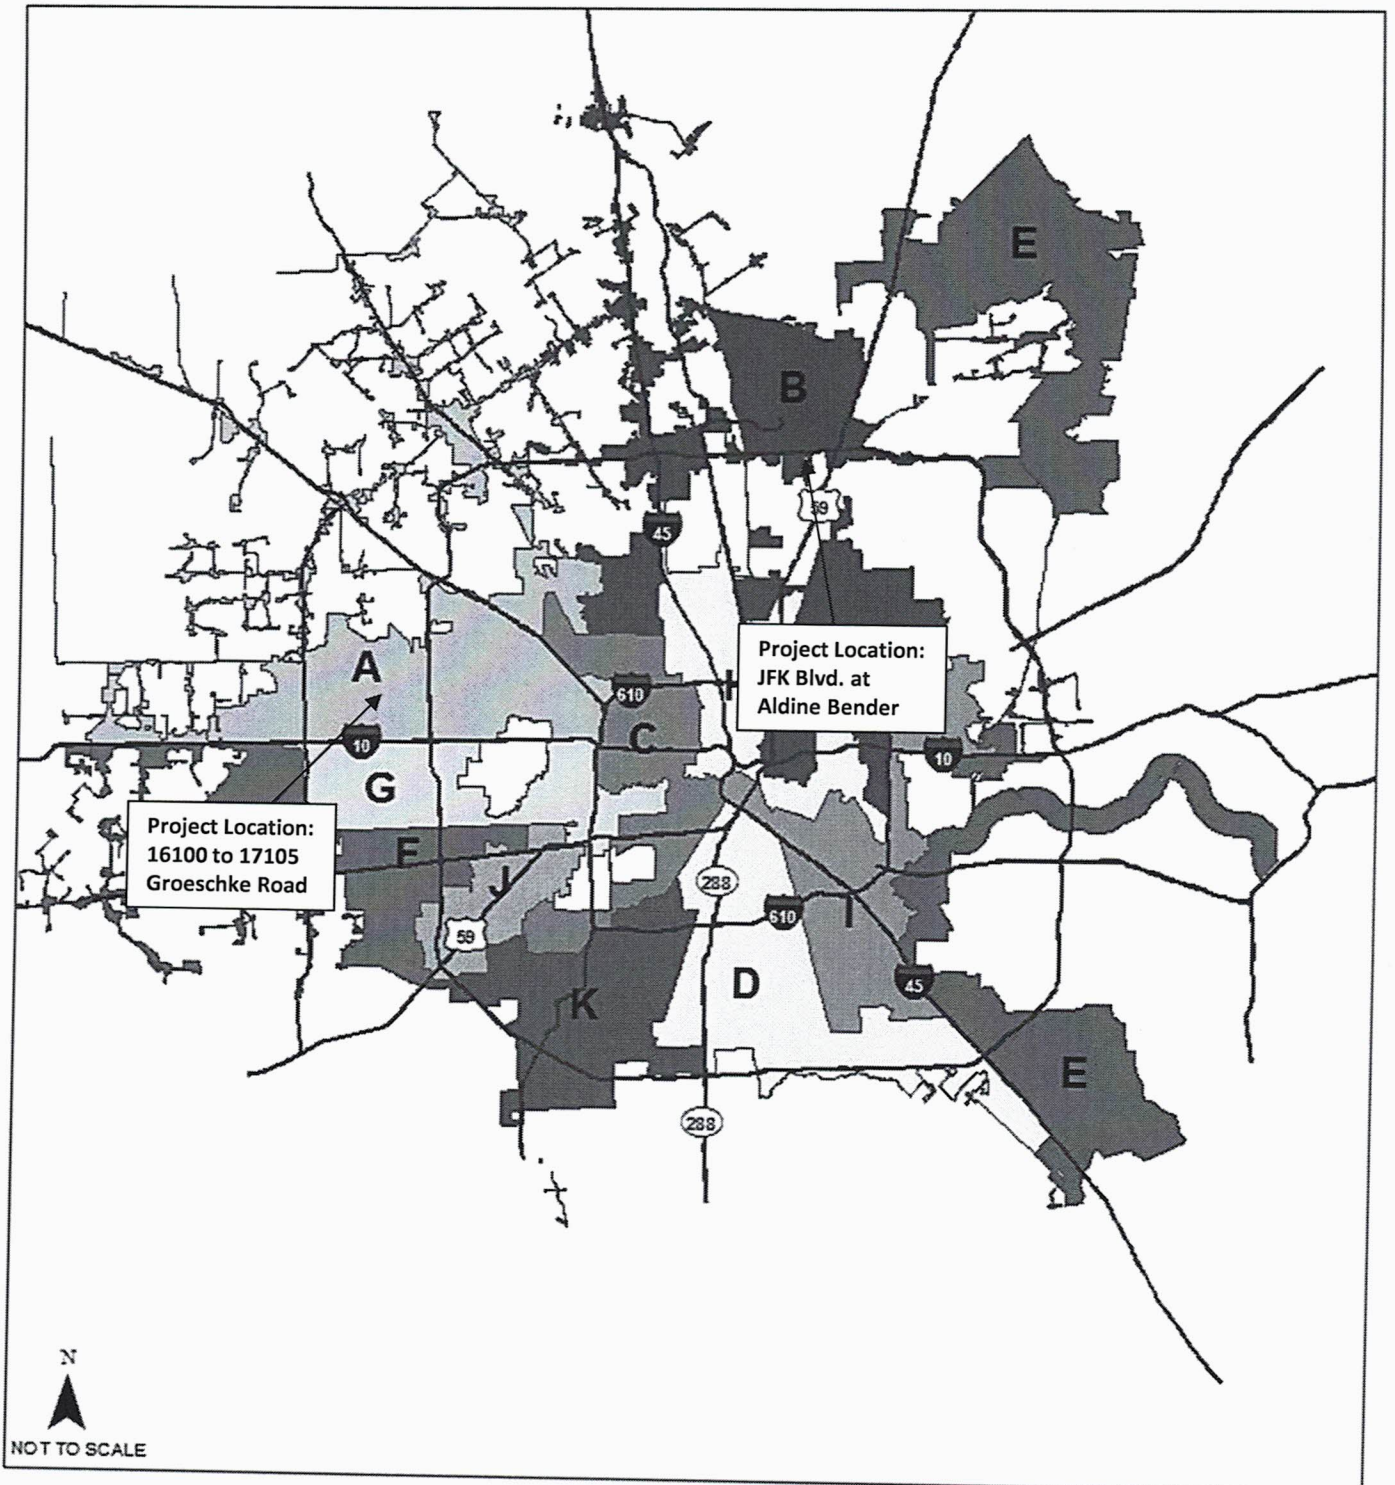 E
B
59
45
Project Location:
JFK Blvd. at
Aldine Bender
A
610
C
10
10
G
Project Location:
16100 to 17105
Groeschke Road
F
J
288
59
610
I
45
D
K
E
288
N
NOT TO SCALE